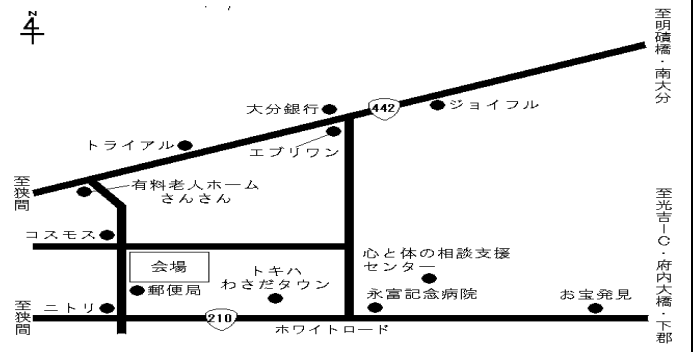 至明磧橋・南大分
大分銀行
442
ジョイフル
トライアル
エブリワン
至狭間
有料老人ホーム
さんさん
至光吉IC・府内大橋・下郡
コスモス
会場
心と体の相談支援
センター
トキハ
わさだタウン
郵便局
永冨記念病院
お宝発見
至狭間
ニトリ
210
ホワイトロード